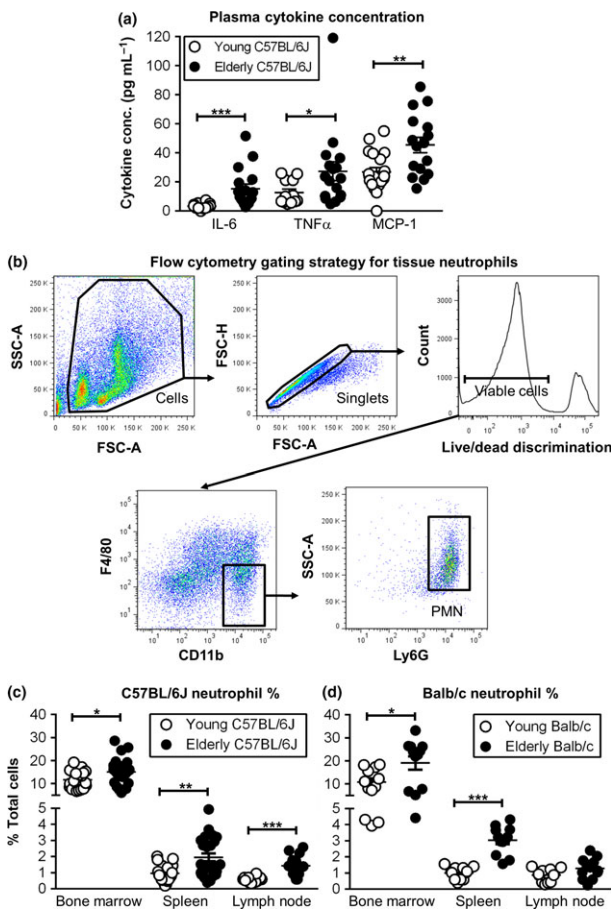 (a) Plasma cytokine concentration
Cytokine conc. (pg mL⁻¹)
120
100
80
60
40
20
0
Young C57BL/6J
Elderly C57BL/6J
***
*
**
IL-6 TNFα MCP-1
(b) Flow cytometry gating strategy for tissue neutrophils
SSC-A
250 K
200 K
150 K
100 K
50 K
0
Cells
0 50 K 100 K 150 K 200 K 250 K
FSC-A
FSC-H
250 K
200 K
150 K
100 K
50 K
0
Singlets
50 K 100 K 150 K 200 K 250 K
FSC-A
Count
3000
2000
1000
0
Viable cells
0 10² 10³ 10⁴ 10⁵
Live/dead discrimination
F4/80
10⁵
10⁴
10³
10²
10¹
10¹ 10² 10³ 10⁴ 10⁵
CD11b
SSC-A
250 K
200 K
150 K
100 K
50 K
0
PMN
10¹ 10² 10³ 10⁴ 10⁵
Ly6G
(c) C57BL/6J neutrophil %
% Total cells
40
30
20
10
5
4
3
2
1
0
*
Young C57BL/6J
Elderly C57BL/6J
**
***
Bone marrow Spleen Lymph node
(d) Balb/c neutrophil %
40
30
20
10
5
4
3
2
1
0
*
Young Balb/c
Elderly Balb/c
***
Bone marrow Spleen Lymph node